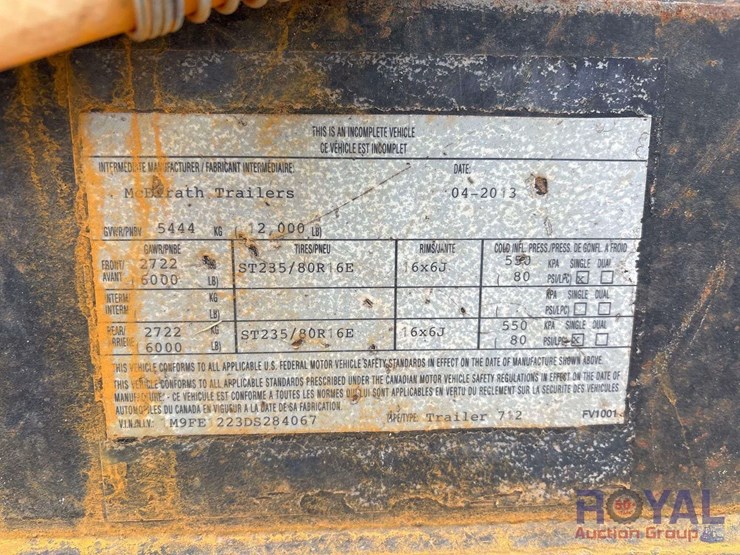 THIS IS AN INCOMPLETE VEHICLE
CE VÉHICLE EST INCOMPLET
INTERMEDIATE MANUFACTURER / FABRICANT INTERMÉDIAIRE: DATE:
Trailers 04-2013
GVWR/PNBV 5444 KG ( 12,000 LB)
GAWR/PNBE TIRES/PNEU RIMS/JANTE COLD INFL. PRESS./PRESS. DE GONFL. A FROID
FRONT/ 2722 ST235/80R16E 16x6J 550 KPA SINGLE DUAL
AVANT ( 6000 LB) ( 80 PSI/LPC) X
INTERM KG KPA SINGLE DUAL
INTERM ( LB) ( PSI/LPC)
REAR/ 2722 KG ST235/80R16E 16x6J 550 KPA SINGLE DUAL
ARRIERE ( 6000 LB) ( 80 PSI/LPC) X
THIS VEHICLE CONFORMS TO ALL APPLICABLE U.S. FEDERAL MOTOR VEHICLE SAFETY STANDARDS IN EFFECT ON THE DATE OF MANUFACTURE SHOWN ABOVE.
THIS VEHICLE CONFORMS TO ALL APPLICABLE STANDARDS PRESCRIBED UNDER THE CANADIAN MOTOR VEHICLE SAFETY REGULATIONS IN EFFECT ON THE DATE OF
MANUFACTURE - CE VÉHICULE EST CONFORME A TOUTES LES NORMES QUI LUI SONT APPLICABLES EN VERTU DU REGLEMENT SUR LA SECURITE DES VEHICULES
AUTOMOBILES DU CANADA EN VIGUEUR A LA DATE DE SA FABRICATION.
V.I.N./N.I.V.: M9FE 223DS284067 TYPE/TYPE: Trailer 712 FV1001
ROYAL
Auction Group